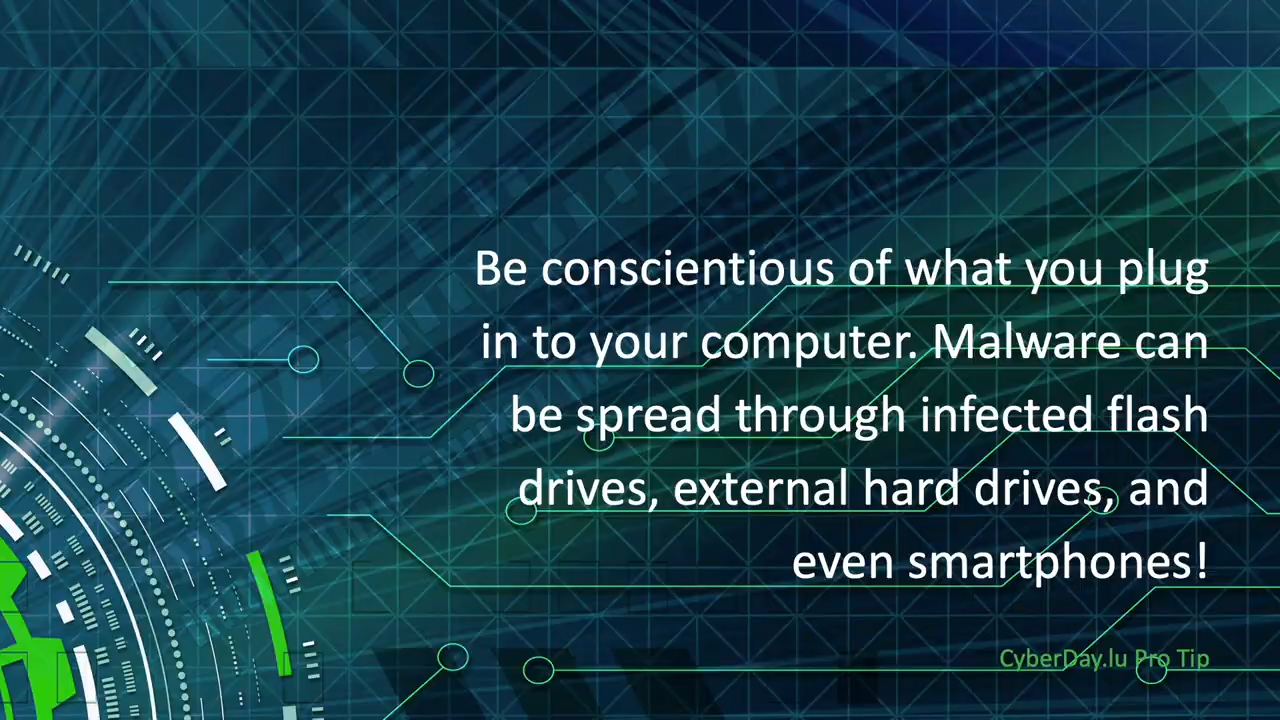 Be conscientious of what you plug
in to your computer. Malware can
be spread through infected flash
drives, external hard drives, and
even smartphones!
CyberDay.lu Pro Tip